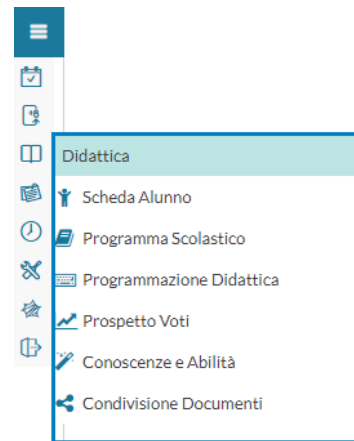 Didattica
Scheda Alunno
Programma Scolastico
Programmazione Didattica
Prospetto Voti
Conoscenze e Abilità
Condivisione Documenti